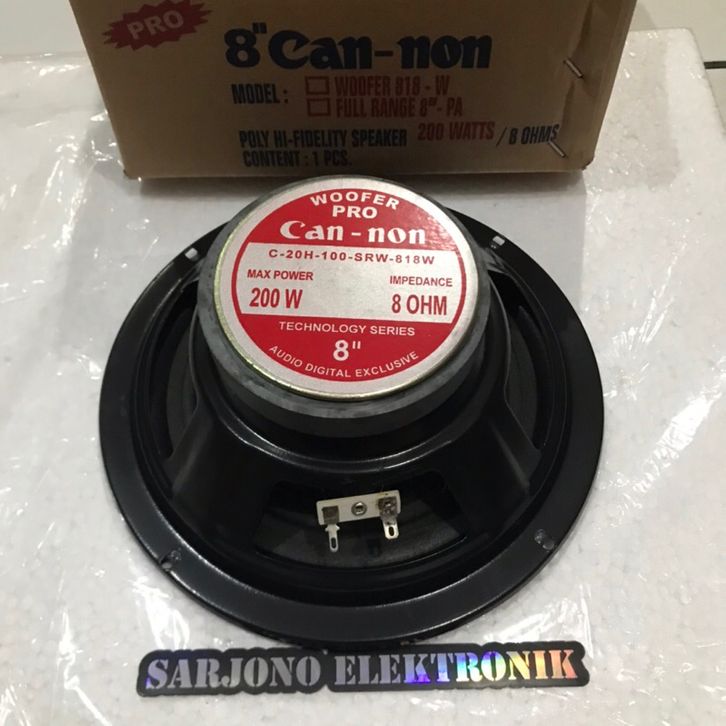 PRO
8" Can-non
MODEL : WOOFER 818 - W
FULL RANGE 8" - PA
POLY HI-FIDELITY SPEAKER 200 WATTS / 8 OHMS
CONTENT : 1 PCS.
WOOFER
PRO
Can-non
C-20H-100-SRW-818W
MAX POWER IMPEDANCE
200 W 8 OHM
TECHNOLOGY SERIES
8"
AUDIO DIGITAL EXCLUSIVE
SARJONO ELEKTRONIK